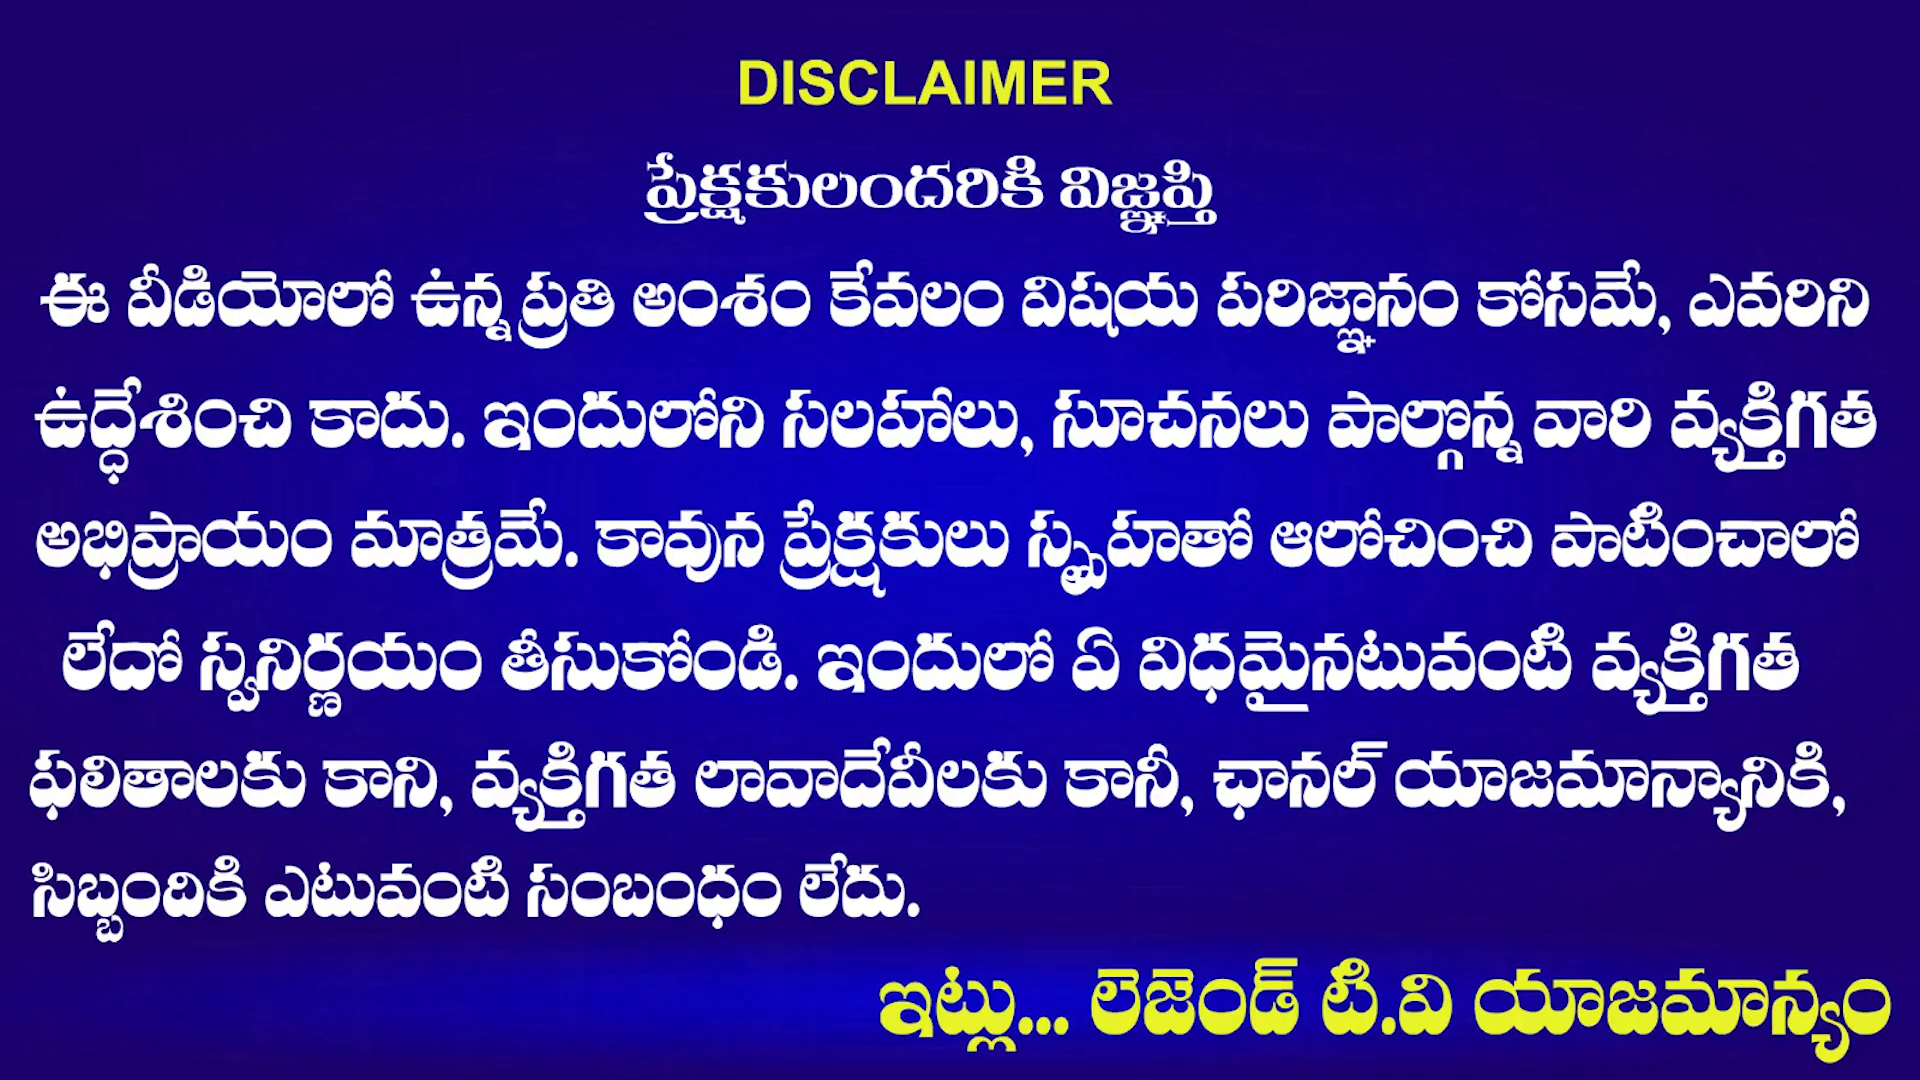 DISCLAIMER
ప్రేక్షకులందరికి విజ్ఞప్తి
ఈ వీడియోలో ఉన్న ప్రతి అంశం కేవలం విషయ పరిజ్ఞానం కోసమే, ఎవరిని
ఉద్ధేశించి కాదు. ఇందులోని సలహాలు, సూచనలు పాల్గొన్న వారి వ్యక్తిగత
అభిప్రాయం మాత్రమే. కావున ప్రేక్షకులు స్పృహతో ఆలోచించి పాటించాలో
లేదో స్వనిర్ణయం తీసుకోండి. ఇందులో ఏ విధమైనటువంటి వ్యక్తిగత
ఫలితాలకు కాని, వ్యక్తిగత లావాదేవీలకు కానీ, ఛానల్ యాజమాన్యానికి,
సిబ్బందికి ఎటువంటి సంబంధం లేదు.
ఇట్లు... లెజెండ్ టి.వి యాజమాన్యం